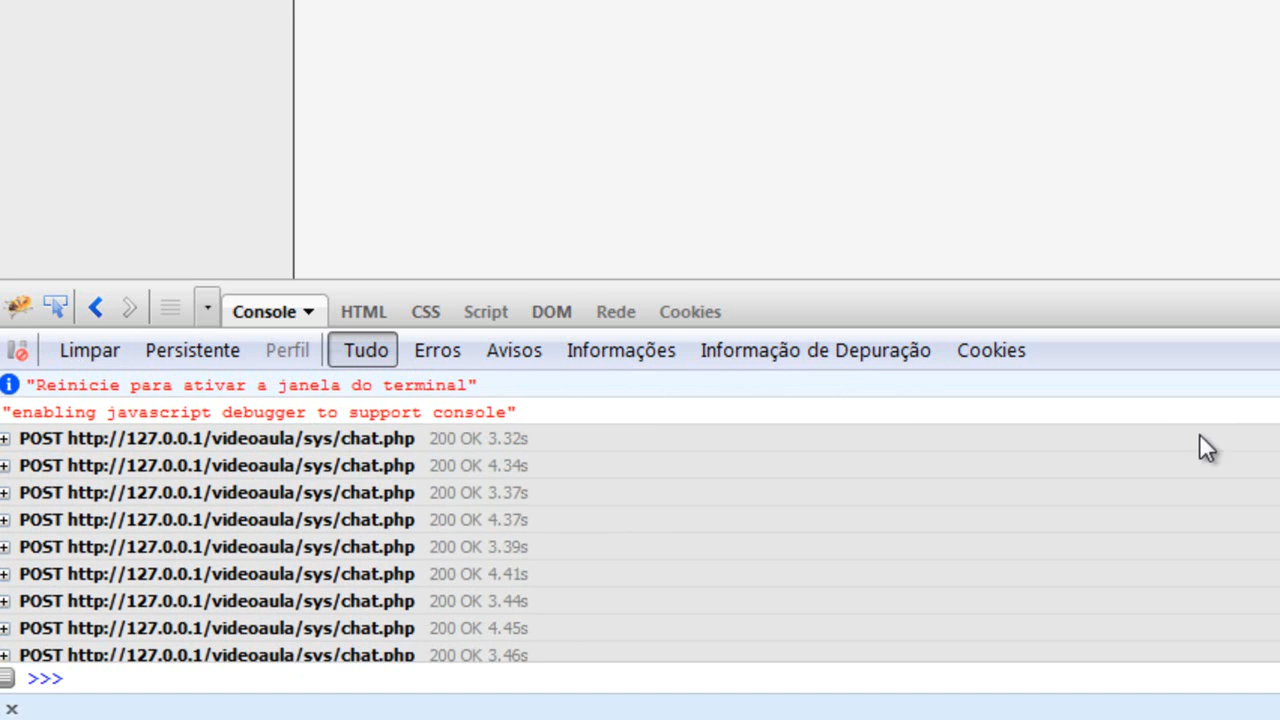 Console HTML CSS Script DOM Rede Cookies
Limpar Persistente Perfil Tudo Erros Avisos Informações Informação de Depuração Cookies
"Reinicie para ativar a janela do terminal"
"enabling javascript debugger to support console"
POST http://127.0.0.1/videoaula/sys/chat.php 200 OK 3.32s
POST http://127.0.0.1/videoaula/sys/chat.php 200 OK 4.34s
POST http://127.0.0.1/videoaula/sys/chat.php 200 OK 3.37s
POST http://127.0.0.1/videoaula/sys/chat.php 200 OK 4.37s
POST http://127.0.0.1/videoaula/sys/chat.php 200 OK 3.39s
POST http://127.0.0.1/videoaula/sys/chat.php 200 OK 4.41s
POST http://127.0.0.1/videoaula/sys/chat.php 200 OK 3.44s
POST http://127.0.0.1/videoaula/sys/chat.php 200 OK 4.45s
POST http://127.0.0.1/videoaula/sys/chat.php 200 OK 3.46s
>>>